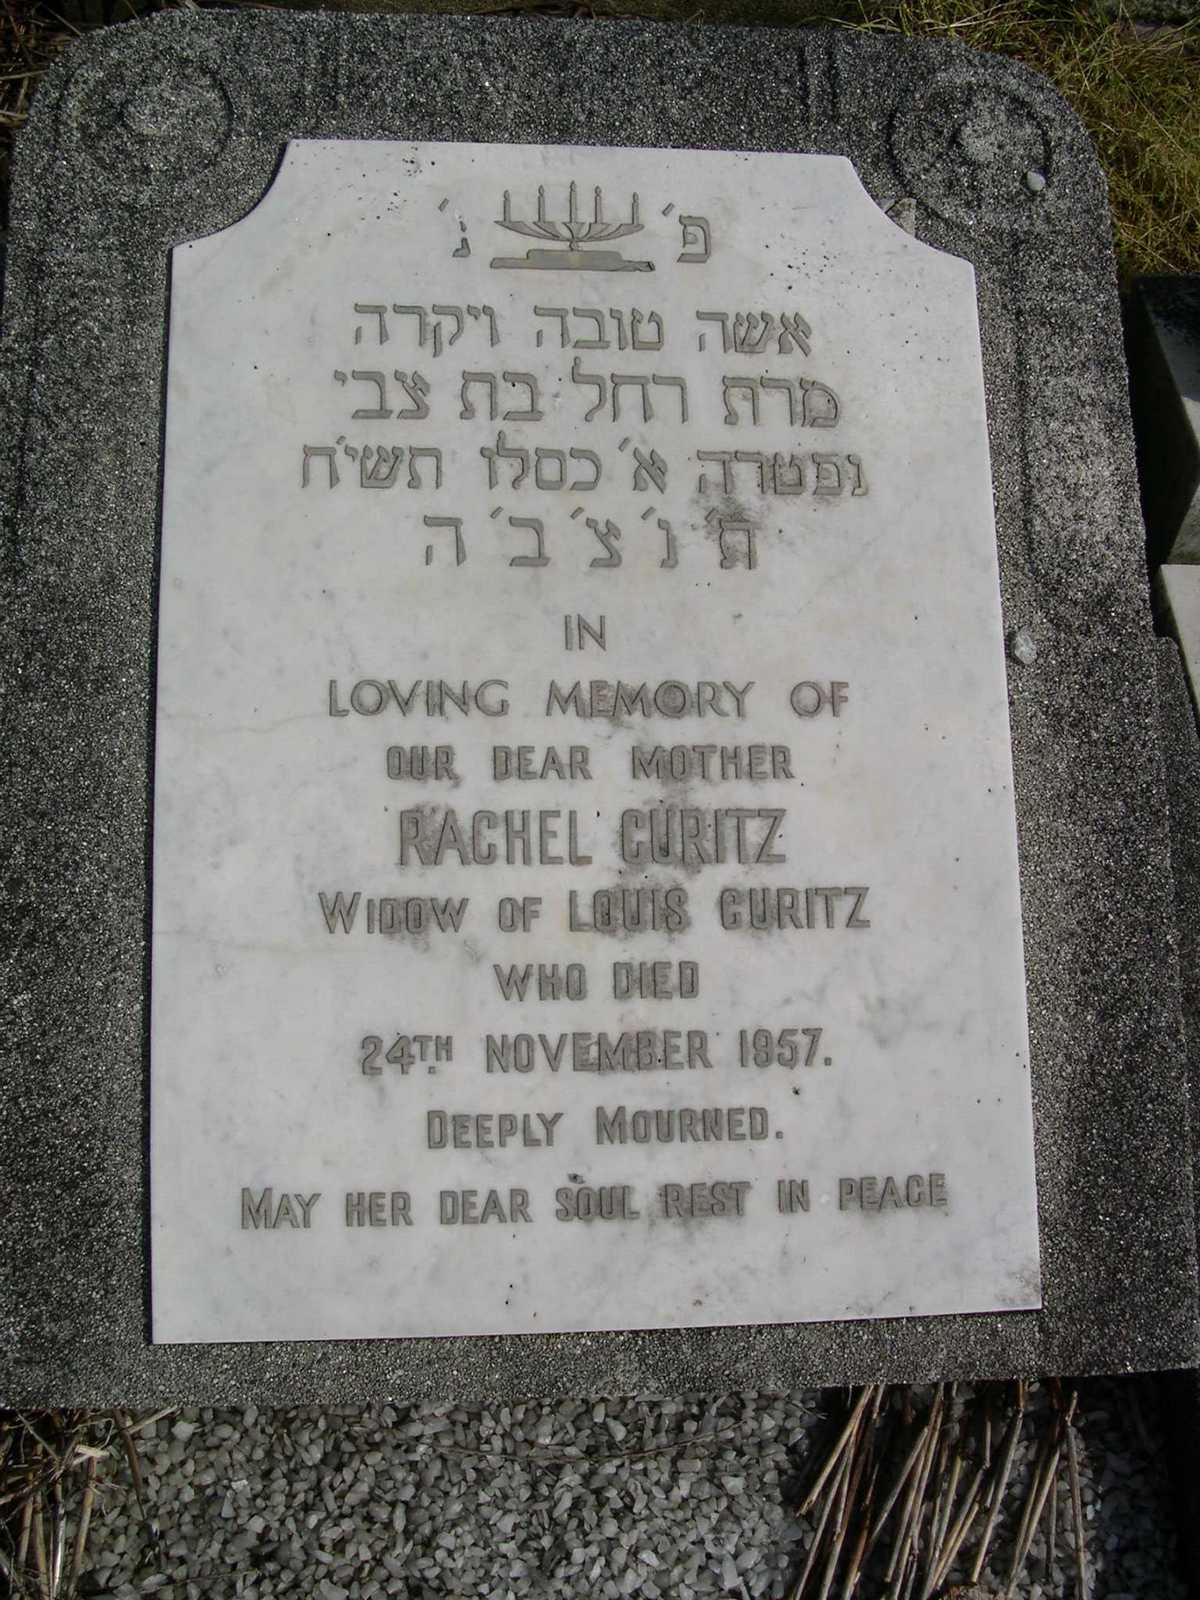 פ׳ נ׳
אשה טובה ויקרה
מרת רחל בת צבי
נפטרה א׳ כסלו תשי״ח
ת׳ נ׳ צ׳ ב׳ ה
IN
LOVING MEMORY OF
OUR DEAR MOTHER
RACHEL CURITZ
WIDOW OF LOUIS CURITZ
WHO DIED
24TH. NOVEMBER 1957.
DEEPLY MOURNED.
MAY HER DEAR SOUL REST IN PEACE